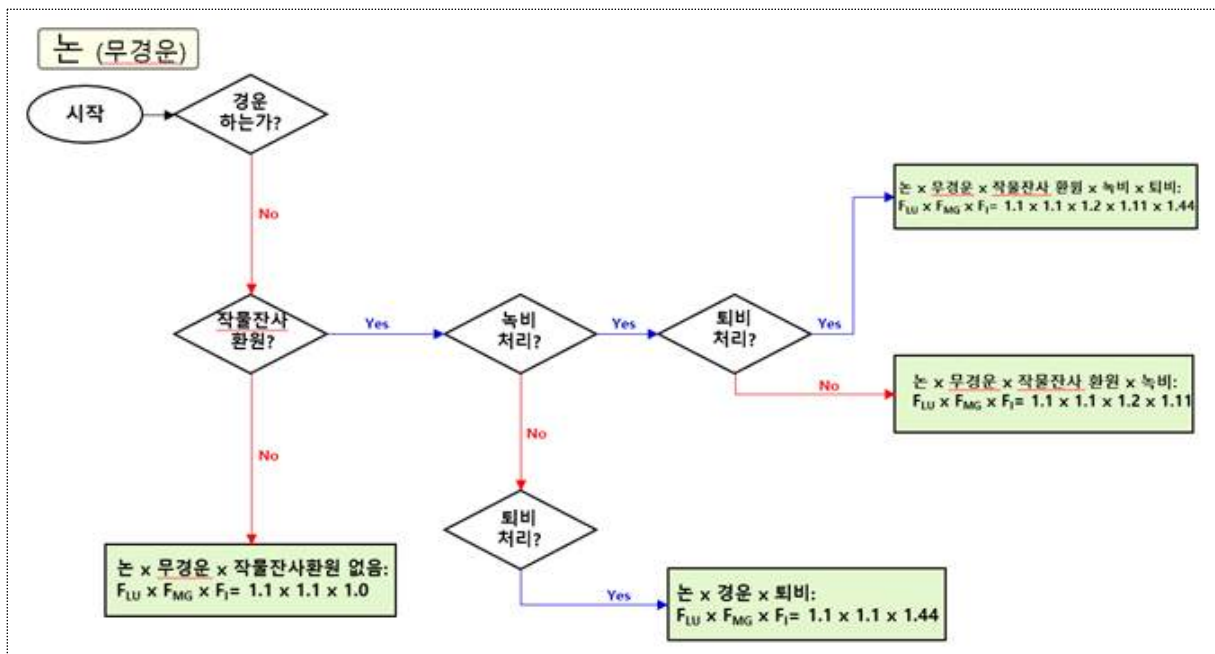 논 (무경운)
시작
경운
하는가?
No
작물잔사
환원?
Yes
녹비
처리?
Yes
퇴비
처리?
Yes
논 x 무경운 x 작물잔사 환원 x 녹비 x 퇴비:
FLU x FMG x FI= 1.1 x 1.1 x 1.2 x 1.11 x 1.44
No
논 x 무경운 x 작물잔사 환원 x 녹비:
FLU x FMG x FI= 1.1 x 1.1 x 1.2 x 1.11
No
퇴비
처리?
Yes
논 x 경운 x 퇴비:
FLU x FMG x FI= 1.1 x 1.1 x 1.44
No
논 x 무경운 x 작물잔사환원 없음:
FLU x FMG x FI= 1.1 x 1.1 x 1.0